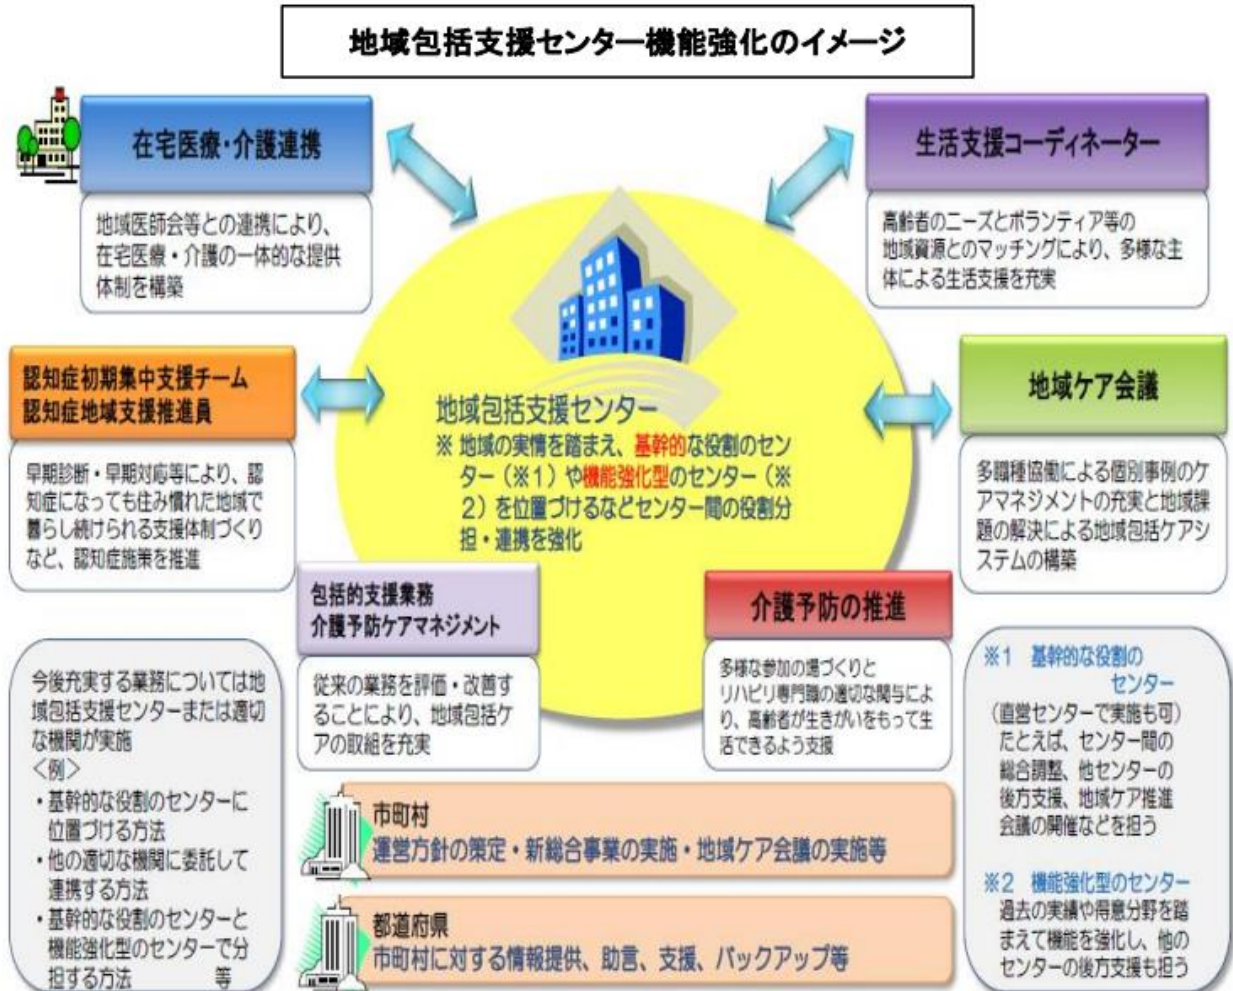 地域包括支援センター機能強化のイメージ
在宅医療・介護連携
地域医師会等との連携により、
在宅医療・介護の一体的な提供
体制を構築
生活支援コーディネーター
高齢者のニーズとボランティア等の
地域資源とのマッチングにより、多様な主
体による生活支援を充実
認知症初期集中支援チーム
認知症地域支援推進員
早期診断・早期対応等により、認
知症になっても住み慣れた地域で
暮らし続けられる支援体制づくり
など、認知症施策を推進
地域包括支援センター
※ 地域の実情を踏まえ、基幹的な役割のセン
ター（※1）や機能強化型のセンター（※
2）を位置づけるなどセンター間の役割分
担・連携を強化
地域ケア会議
多職種協働による個別事例のケ
アマネジメントの充実と地域課
題の解決による地域包括ケアシ
ステムの構築
包括的支援業務
介護予防ケアマネジメント
従来の業務を評価・改善す
ることにより、地域包括ケ
アの取組を充実
介護予防の推進
多様な参加の場づくりと
リハビリ専門職の適切な関与によ
り、高齢者が生きがいをもって生
活できるよう支援
今後充実する業務については地
域包括支援センターまたは適切
な機関が実施
＜例＞
・基幹的な役割のセンターに
位置づける方法
・他の適切な機関に委託して
連携する方法
・基幹的な役割のセンターと
機能強化型のセンターで分
担する方法 等
市町村
運営方針の策定・新総合事業の実施・地域ケア会議の実施等
都道府県
市町村に対する情報提供、助言、支援、バックアップ等
※1 基幹的な役割の
センター
（直営センターで実施も可）
たとえば、センター間の
総合調整、他センターの
後方支援、地域ケア推進
会議の開催などを担う
※2 機能強化型のセンター
過去の実績や得意分野を踏
まえて機能を強化し、他の
センターの後方支援も担う